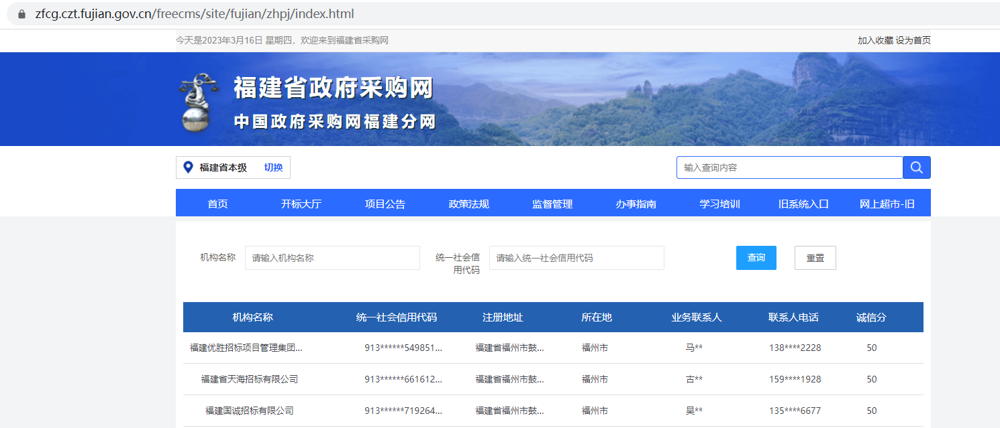 zfcg.czt.fujian.gov.cn/freecms/site/fujian/zhpj/index.html
今天是2023年3月16日 星期四，欢迎来到福建省采购网 加入收藏 设为首页
福建省政府采购网
中国政府采购网福建分网
福建省本级 切换 输入查询内容
首页 开标大厅 项目公告 政策法规 监督管理 办事指南 学习培训 旧系统入口 网上超市-旧
机构名称 请输入机构名称 统一社会信用代码 请输入统一社会信用代码 查询 重置
机构名称 统一社会信用代码 注册地址 所在地 业务联系人 联系人电话 诚信分
福建优胜招标项目管理集团... 913******549851... 福建省福州市鼓... 福州市 马** 138****2228 50
福建省天海招标有限公司 913******661612... 福建省福州市鼓... 福州市 古** 159****1928 50
福建国诚招标有限公司 913******719264... 福建省福州市鼓... 福州市 吴** 135****6677 50